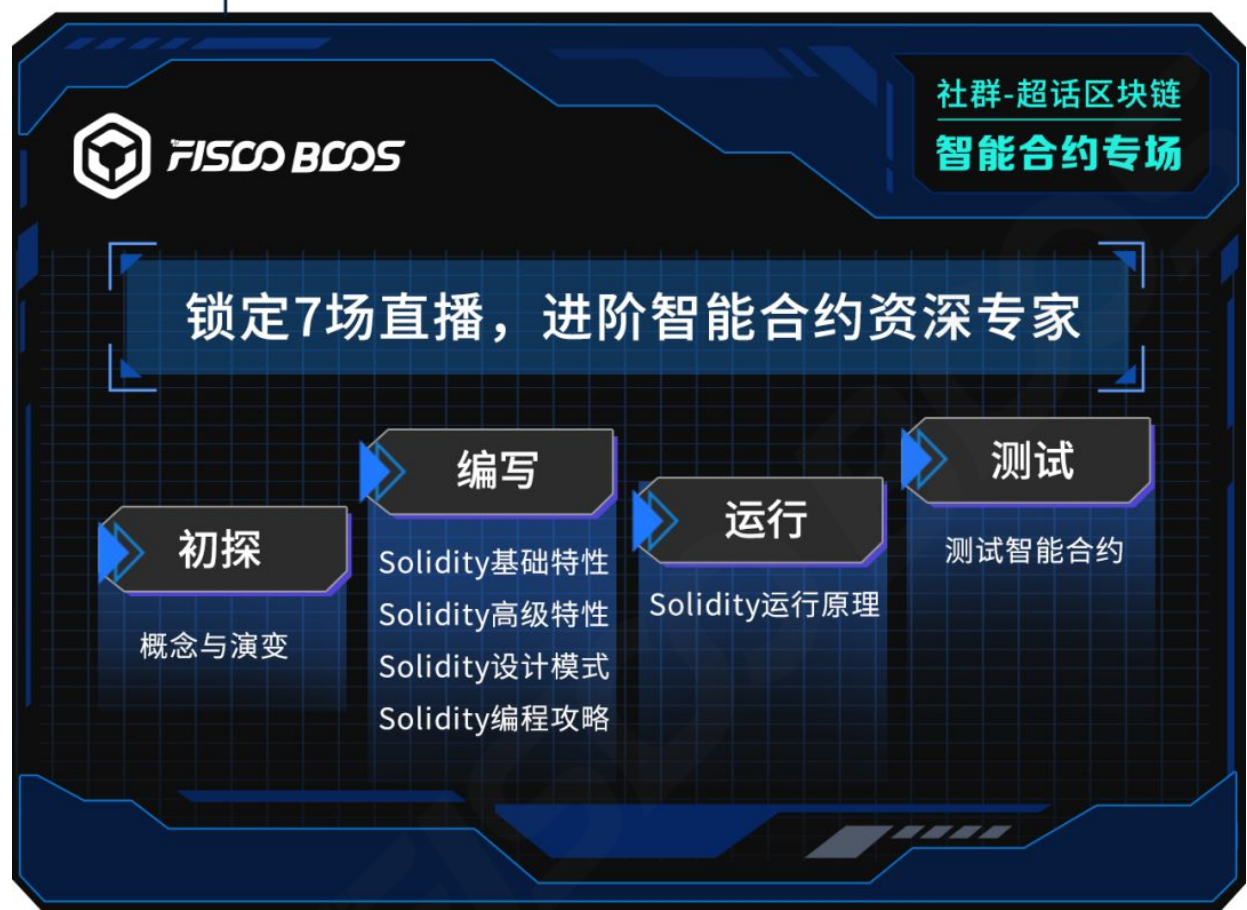 FISCO BCOS
社群-超话区块链
智能合约专场
锁定7场直播，进阶智能合约资深专家
初探
概念与演变
编写
Solidity基础特性
Solidity高级特性
Solidity设计模式
Solidity编程攻略
运行
Solidity运行原理
测试
测试智能合约